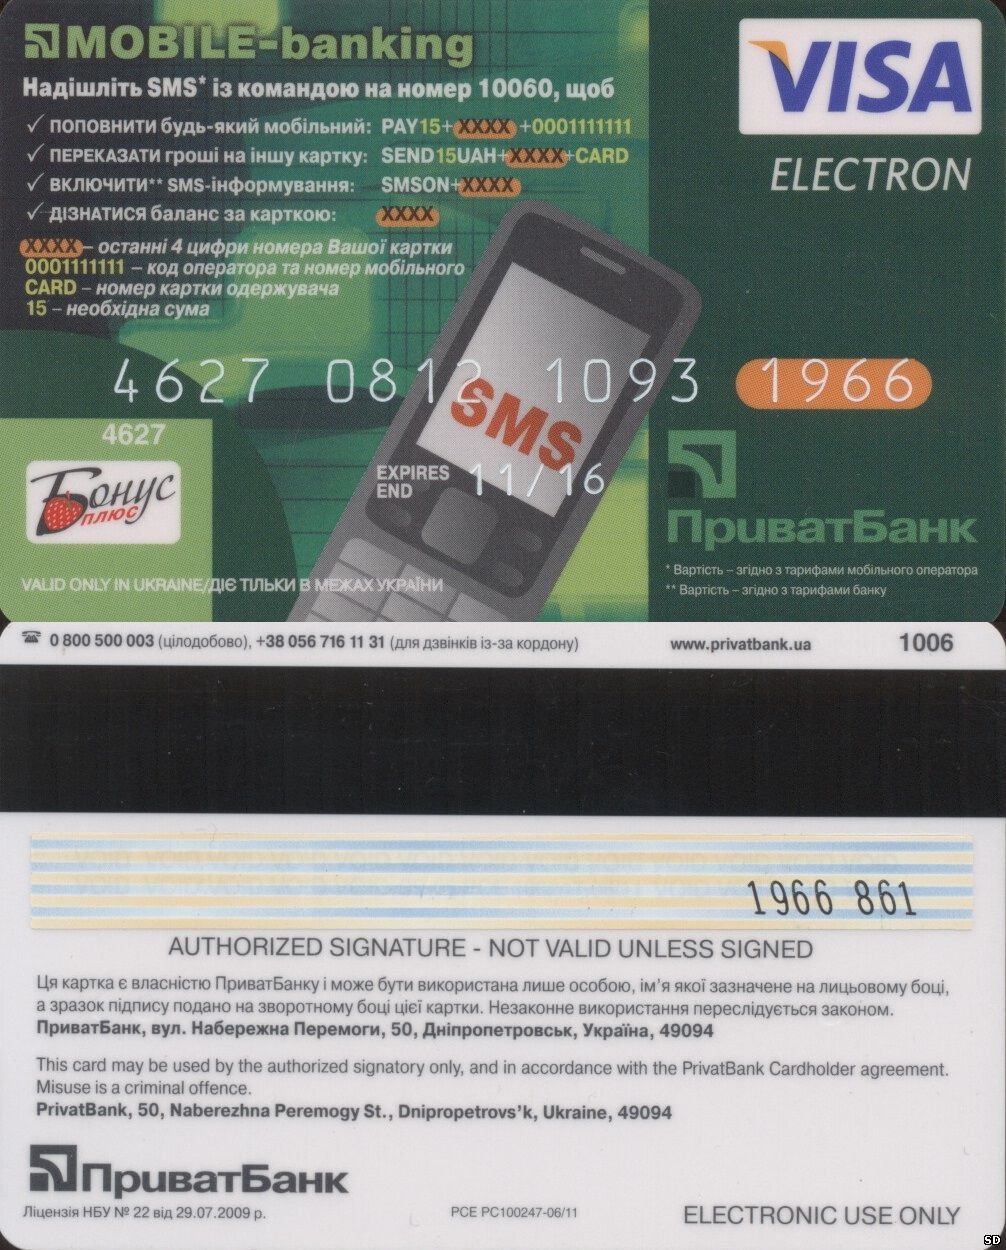 MOBILE-banking
Надішліть SMS* із командою на номер 10060, щоб
✓ ПОПОВНИТИ будь-який мобільний: PAY15+XXXX+0001111111
✓ ПЕРЕКАЗАТИ гроші на іншу картку: SEND15UAH+XXXX+CARD
✓ ВКЛЮЧИТИ** SMS-інформування: SMSON+XXXX
✓ ДІЗНАТИСЯ баланс за карткою: XXXX
XXXX – останні 4 цифри номера Вашої картки
0001111111 – код оператора та номер мобільного
CARD – номер картки одержувача
15 – необхідна сума
VISA
ELECTRON
4627 0812 1093 1966
4627
SMS
EXPIRES
END 11/16
Бонус
плюс
ПриватБанк
* Вартість – згідно з тарифами мобільного оператора
** Вартість – згідно з тарифами банку
VALID ONLY IN UKRAINE/ДІЄ ТІЛЬКИ В МЕЖАХ УКРАЇНИ
☎ 0 800 500 003 (цілодобово), +38 056 716 11 31 (для дзвінків із-за кордону) www.privatbank.ua 1006
1966 861
AUTHORIZED SIGNATURE - NOT VALID UNLESS SIGNED
Ця картка є власністю ПриватБанку і може бути використана лише особою, ім'я якої зазначене на лицьовому боці,
а зразок підпису подано на зворотному боці цієї картки. Незаконне використання переслідується законом.
ПриватБанк, вул. Набережна Перемоги, 50, Дніпропетровськ, Україна, 49094
This card may be used by the authorized signatory only, and in accordance with the PrivatBank Cardholder agreement.
Misuse is a criminal offence.
PrivatBank, 50, Naberezhna Peremogy St., Dnipropetrovs'k, Ukraine, 49094
ПриватБанк
Ліцензія НБУ № 22 від 29.07.2009 р.
PCE PC100247-06/11
ELECTRONIC USE ONLY
SD